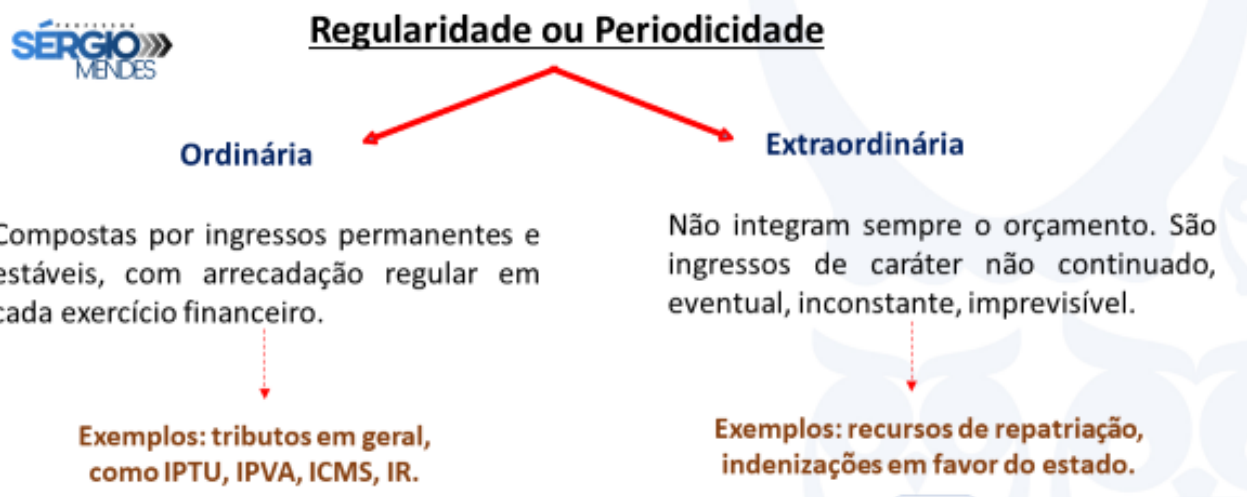 PROFESSOR
SÉRGIO
MENDES
Regularidade ou Periodicidade
Ordinária
Compostas por ingressos permanentes e
estáveis, com arrecadação regular em
cada exercício financeiro.
Exemplos: tributos em geral,
como IPTU, IPVA, ICMS, IR.
Extraordinária
Não integram sempre o orçamento. São
ingressos de caráter não continuado,
eventual, inconstante, imprevisível.
Exemplos: recursos de repatriação,
indenizações em favor do estado.